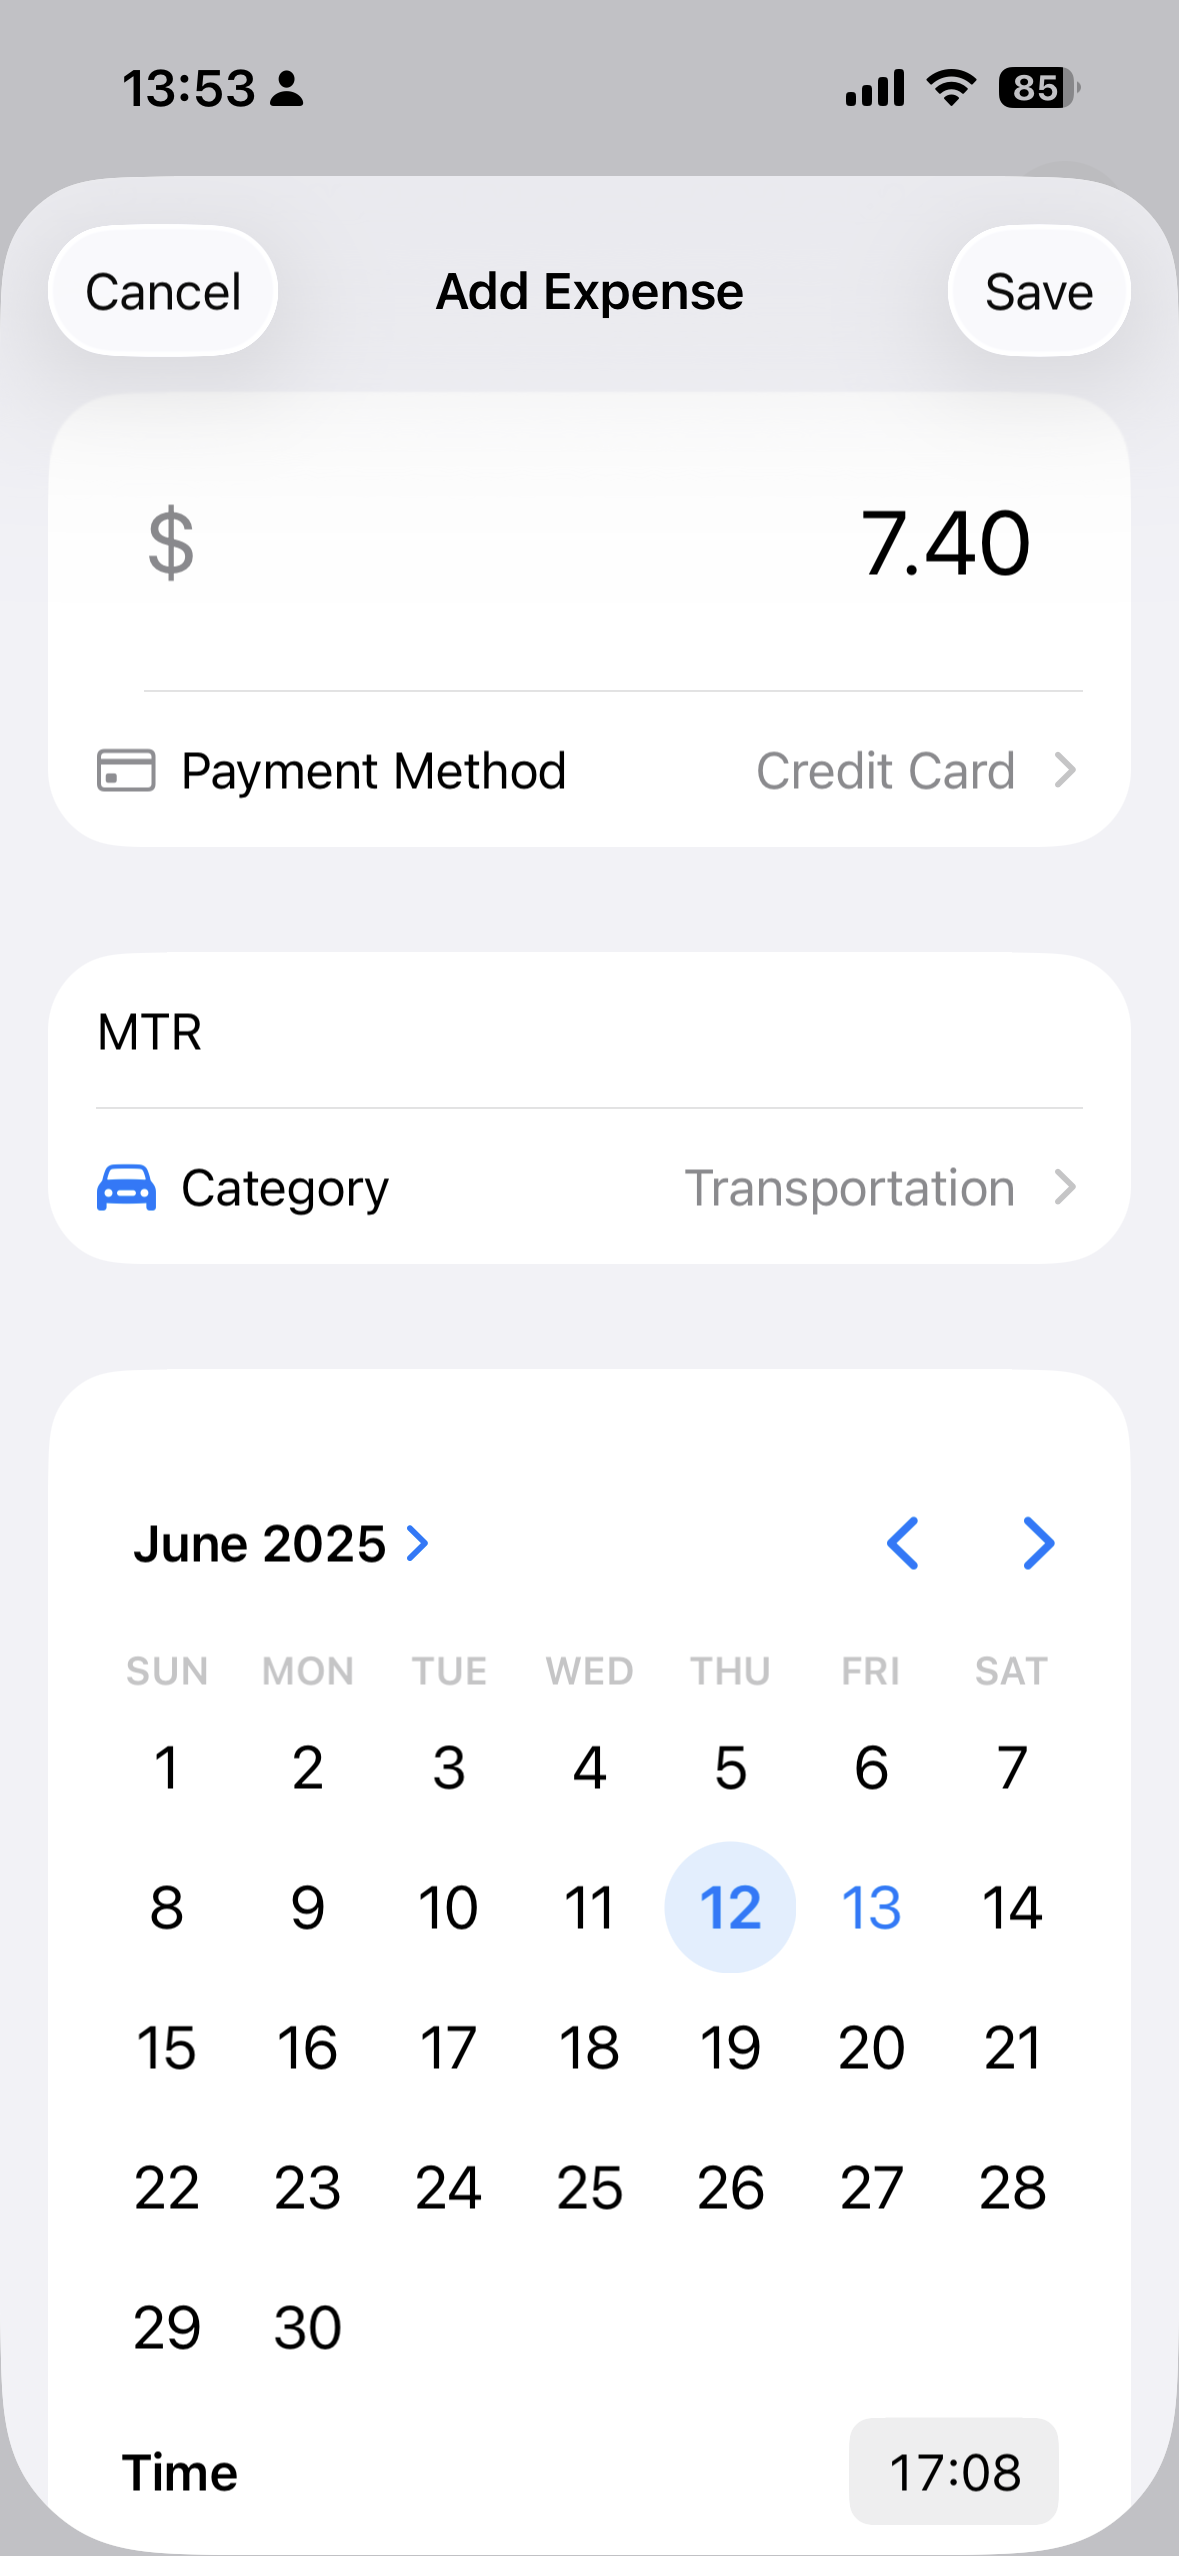 13:53 85
Cancel Add Expense Save
$ 7.40
Payment Method Credit Card
MTR
Category Transportation
June 2025
SUN MON TUE WED THU FRI SAT
1 2 3 4 5 6 7
8 9 10 11 12 13 14
15 16 17 18 19 20 21
22 23 24 25 26 27 28
29 30
Time 17:08